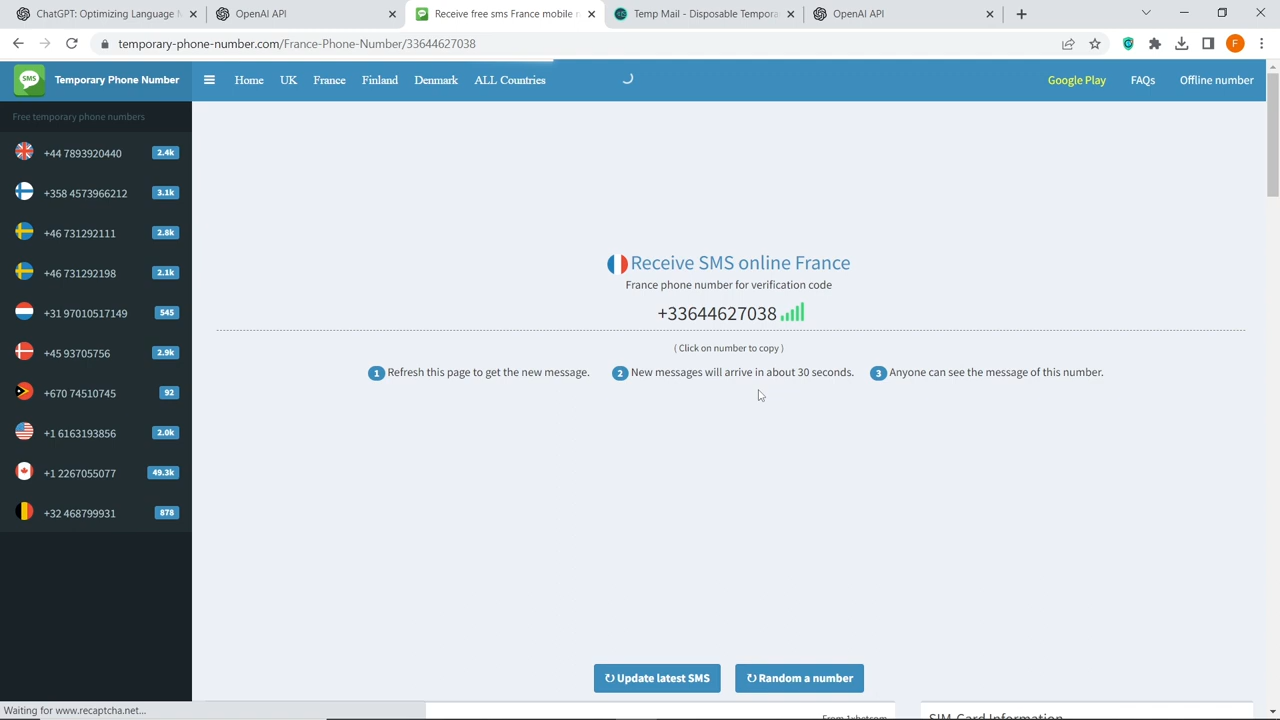 ChatGPT: Optimizing Language M
OpenAI API
Receive free sms France mobile n
Temp Mail - Disposable Tempora
OpenAI API
temporary-phone-number.com/France-Phone-Number/33644627038
F
SMS
Temporary Phone Number
Home
UK
France
Finland
Denmark
ALL Countries
Google Play
FAQs
Offline number
Free temporary phone numbers
+44 7893920440 2.4k
+358 4573966212 3.1k
+46 731292111 2.8k
+46 731292198 2.1k
+31 97010517149 545
+45 93705756 2.9k
+670 74510745 92
+1 6163193856 2.0k
+1 2267055077 49.3k
+32 468799931 878
Receive SMS online France
France phone number for verification code
+33644627038
( Click on number to copy )
1 Refresh this page to get the new message.
2 New messages will arrive in about 30 seconds.
3 Anyone can see the message of this number.
Update latest SMS
Random a number
From 1xbetcom
SIM-Card Information
Waiting for www.recaptcha.net...